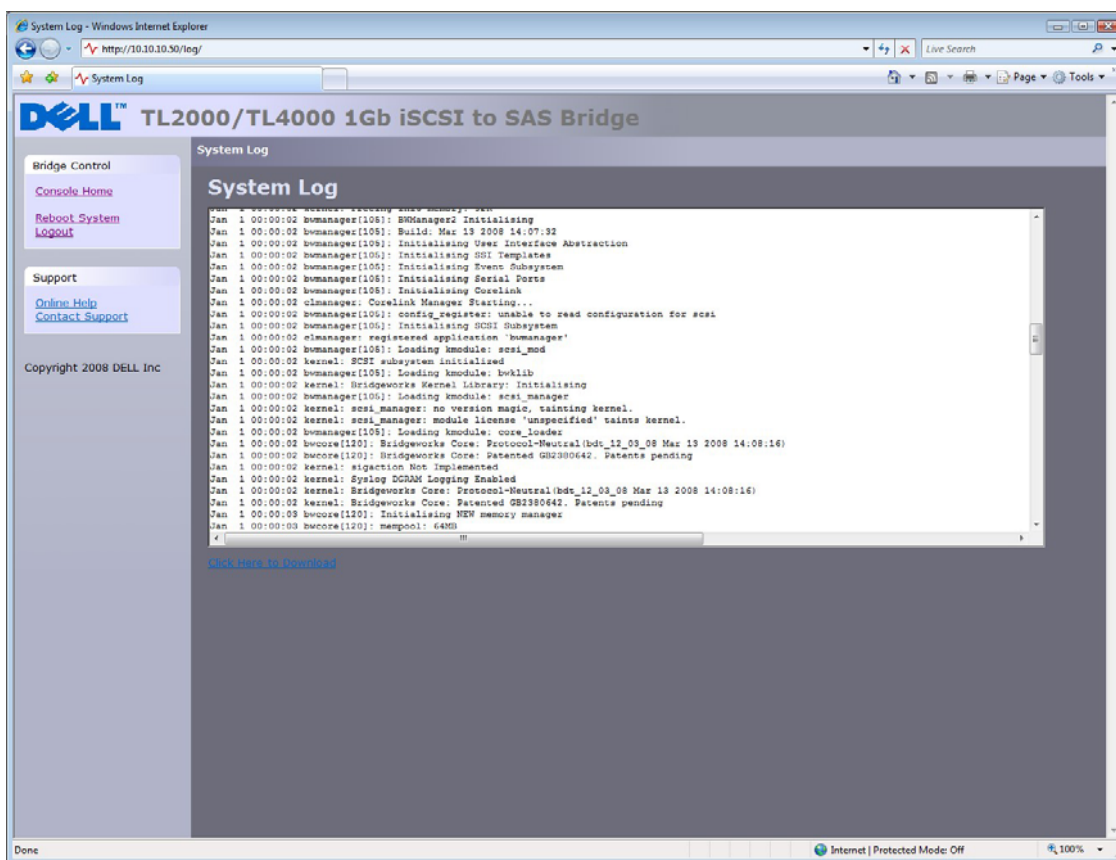 System Log - Windows Internet Explorer
http://10.10.10.50/log/
Live Search
System Log
Page
Tools
DELL™ TL2000/TL4000 1Gb iSCSI to SAS Bridge
System Log
Bridge Control
Console Home
Reboot System
Logout
Support
Online Help
Contact Support
Copyright 2008 DELL Inc
System Log
Jan 1 00:00:02 bwmanager[105]: BWManager2 Initialising
Jan 1 00:00:02 bwmanager[105]: Build: Mar 13 2008 14:07:32
Jan 1 00:00:02 bwmanager[105]: Initialising User Interface Abstraction
Jan 1 00:00:02 bwmanager[105]: Initialising SSI Templates
Jan 1 00:00:02 bwmanager[105]: Initialising Event Subsystem
Jan 1 00:00:02 bwmanager[105]: Initialising Serial Ports
Jan 1 00:00:02 bwmanager[105]: Initialising Corelink
Jan 1 00:00:02 clmanager: Corelink Manager Starting...
Jan 1 00:00:02 bwmanager[105]: config_register: unable to read configuration for scsi
Jan 1 00:00:02 bwmanager[105]: Initialising SCSI Subsystem
Jan 1 00:00:02 clmanager: registered application 'bwmanager'
Jan 1 00:00:02 bwmanager[105]: Loading kmodule: scsi_mod
Jan 1 00:00:02 kernel: SCSI subsystem initialized
Jan 1 00:00:02 bwmanager[105]: Loading kmodule: bwklib
Jan 1 00:00:02 kernel: Bridgeworks Kernel Library: Initialising
Jan 1 00:00:02 bwmanager[105]: Loading kmodule: scsi_manager
Jan 1 00:00:02 kernel: scsi_manager: no version magic, tainting kernel.
Jan 1 00:00:02 kernel: scsi_manager: module license 'unspecified' taints kernel.
Jan 1 00:00:02 bwmanager[105]: Loading kmodule: core_loader
Jan 1 00:00:02 bwcore[120]: Bridgeworks Core: Protocol-Neutral(bdt_12_03_08 Mar 13 2008 14:08:16)
Jan 1 00:00:02 bwcore[120]: Bridgeworks Core: Patented GB2380642. Patents pending
Jan 1 00:00:02 kernel: sigaction Not Implemented
Jan 1 00:00:02 kernel: Syslog DGRAM Logging Enabled
Jan 1 00:00:02 kernel: Bridgeworks Core: Protocol-Neutral(bdt_12_03_08 Mar 13 2008 14:08:16)
Jan 1 00:00:02 kernel: Bridgeworks Core: Patented GB2380642. Patents pending
Jan 1 00:00:03 bwcore[120]: Initialising NEW memory manager
Jan 1 00:00:03 bwcore[120]: mempool: 64MB
Click Here to Download
Done
Internet | Protected Mode: Off
100%